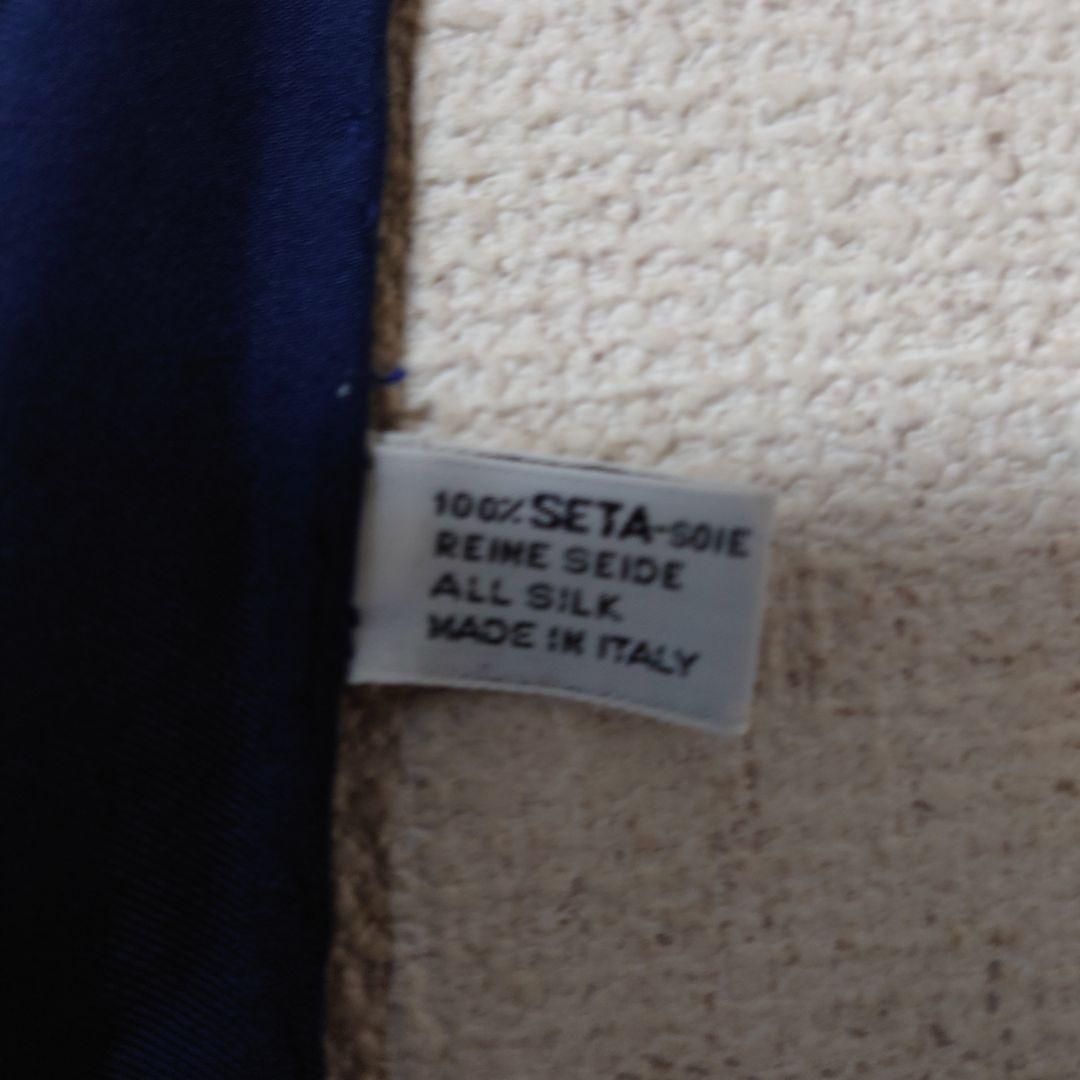 100% SETA-SOIE
REINE SEIDE
ALL SILK
MADE IN ITALY